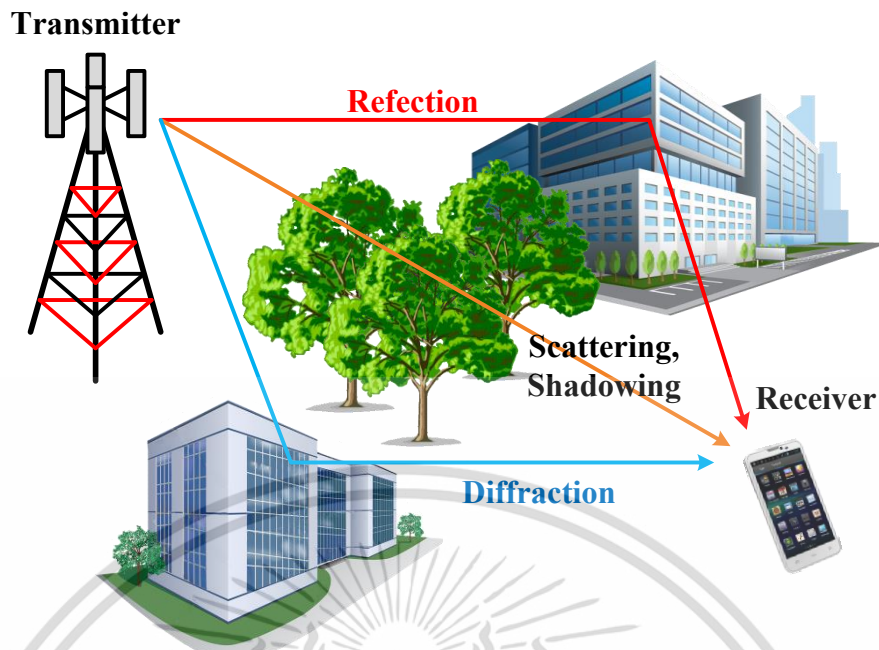 Transmitter
Refection
Scattering,
Shadowing
Receiver
Diffraction